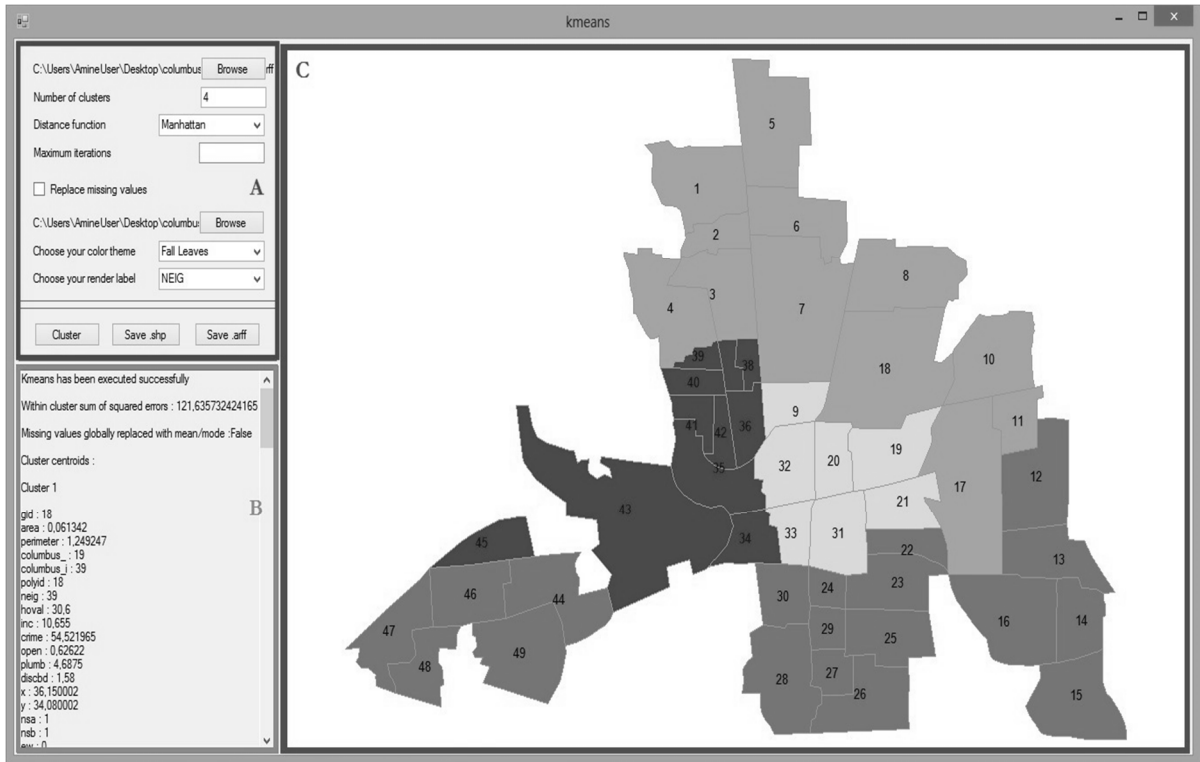 kmeans
C:\Users\AmineUser\Desktop\columbus Browse rff
Number of clusters 4
Distance function Manhattan
Maximum iterations
Replace missing values A
C:\Users\AmineUser\Desktop\columbu: Browse
Choose your color theme Fall Leaves
Choose your render label NEIG
Cluster Save .shp Save .arff
Kmeans has been executed successfully
Within cluster sum of squared errors : 121,635732424165
Missing values globally replaced with mean/mode :False
Cluster centroids :
Cluster 1
B
gid : 18
area : 0,061342
perimeter : 1,249247
columbus_ : 19
columbus_i : 39
polyid : 18
neig : 39
hoval : 30,6
inc : 10,655
crime : 54,521965
open : 0,62622
plumb : 4,6875
discbd : 1,58
x : 36,150002
y : 34,080002
nsa : 1
nsb : 1
ew : 0
C
5
1
6
2
8
3
4
7
39
38
18
10
40
9
11
41
42
36
35
32
20
19
12
17
21
43
34
33
31
45
22
13
46
44
30
24
23
16
14
47
29
25
48
49
28
27
26
15